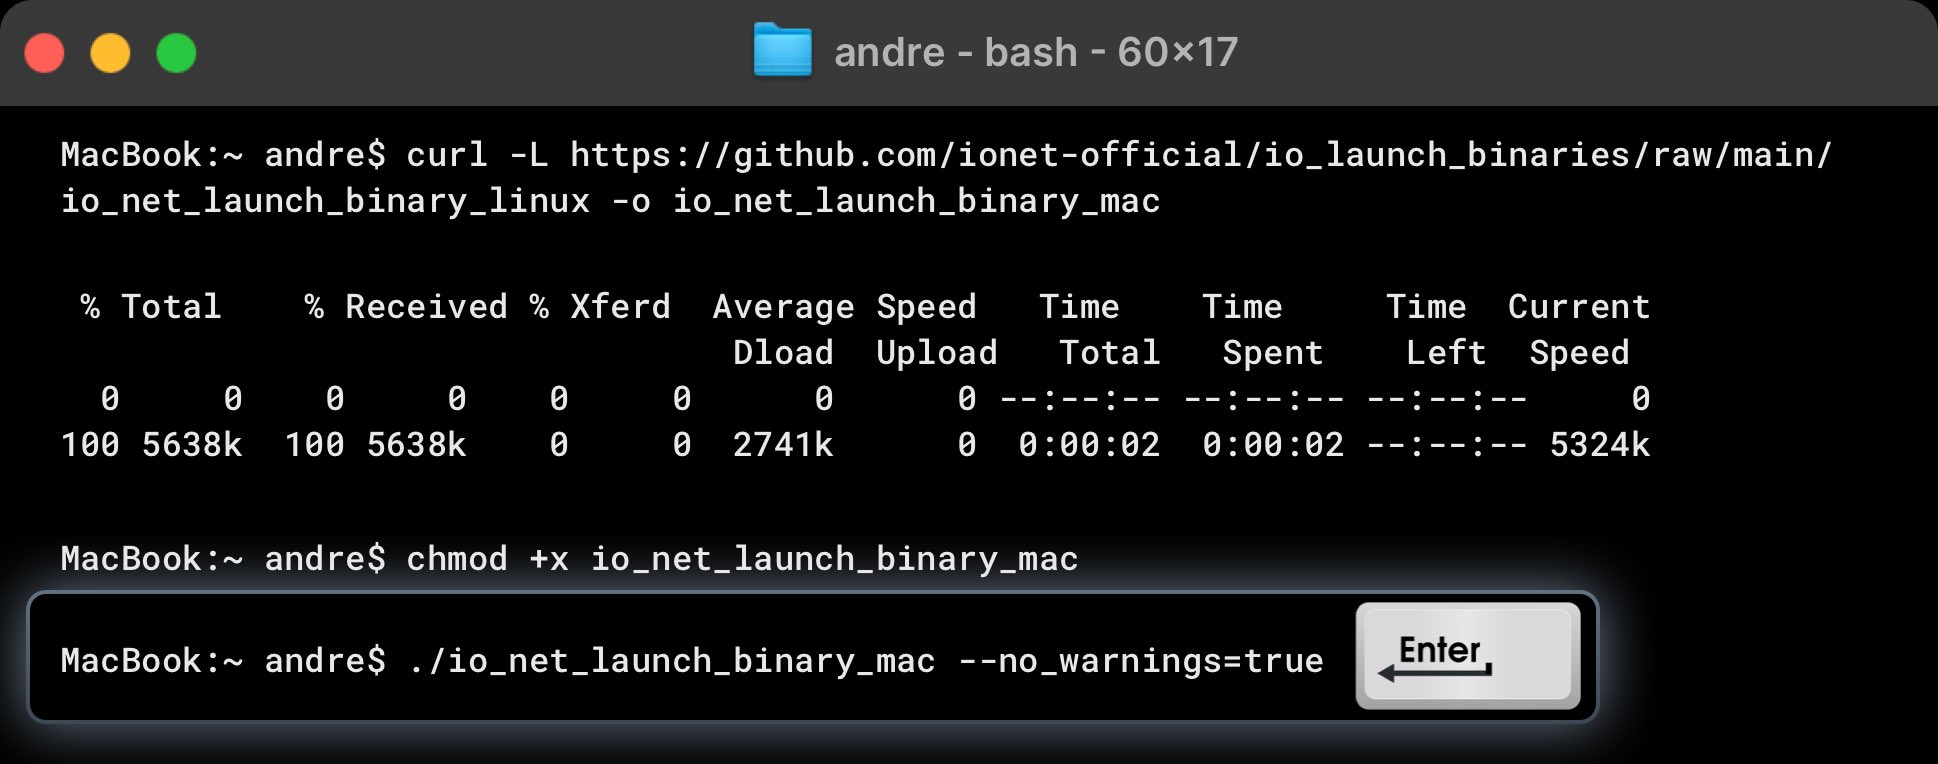 andre - bash - 60×17
MacBook:~ andre$ curl -L https://github.com/ionet-official/io_launch_binaries/raw/main/
io_net_launch_binary_linux -o io_net_launch_binary_mac
% Total % Received % Xferd Average Speed Time Time Time Current
Dload Upload Total Spent Left Speed
0 0 0 0 0 0 0 0 --:--:-- --:--:-- --:--:-- 0
100 5638k 100 5638k 0 0 2741k 0 0:00:02 0:00:02 --:--:-- 5324k
MacBook:~ andre$ chmod +x io_net_launch_binary_mac
MacBook:~ andre$ ./io_net_launch_binary_mac --no_warnings=true Enter